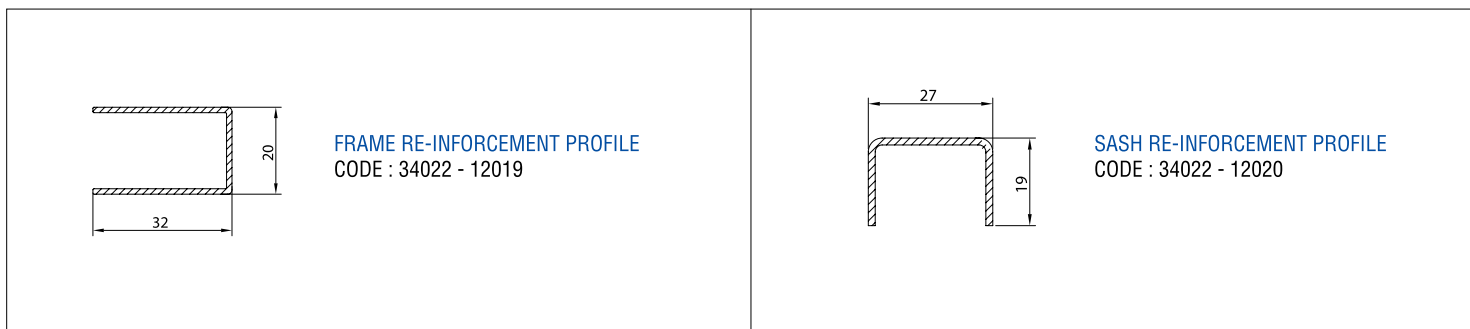 20
32
FRAME RE-INFORCEMENT PROFILE
CODE : 34022 - 12019
27
19
SASH RE-INFORCEMENT PROFILE
CODE : 34022 - 12020